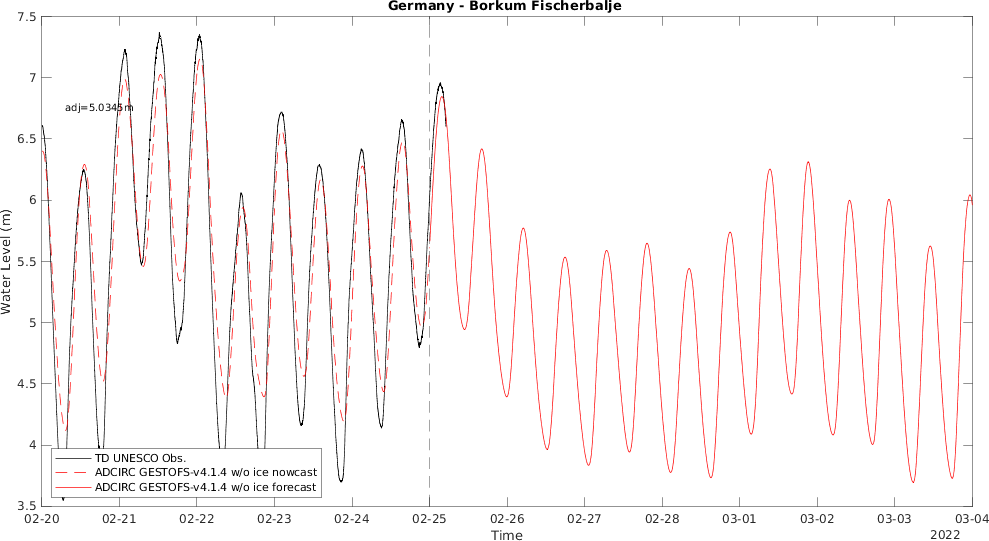 Germany - Borkum Fischerbalje
7.5
7
6.5
6
5.5
5
4.5
4
3.5
Water Level (m)
adj=5.0345m
TD UNESCO Obs.
ADCIRC GESTOFS-v4.1.4 w/o ice nowcast
ADCIRC GESTOFS-v4.1.4 w/o ice forecast
02-20 02-21 02-22 02-23 02-24 02-25 02-26 02-27 02-28 03-01 03-02 03-03 03-04
Time
2022